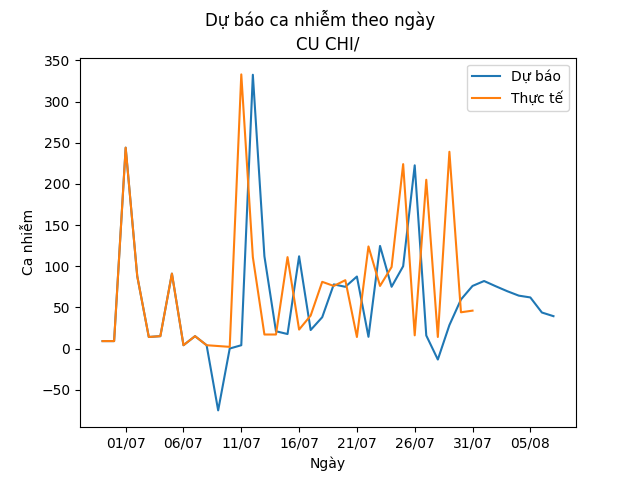 Dự báo ca nhiễm theo ngày
CU CHI/
Dự báo
Thực tế
Ca nhiễm
350
300
250
200
150
100
50
0
−50
01/07 06/07 11/07 16/07 21/07 26/07 31/07 05/08
Ngày